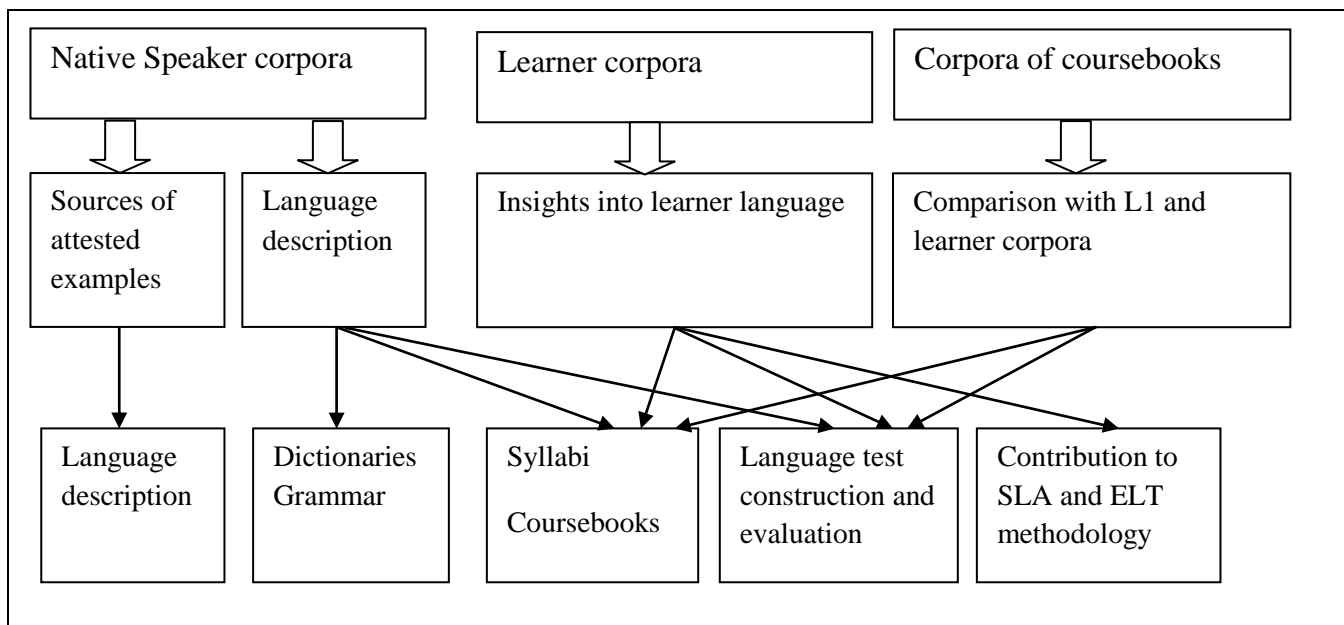 Native Speaker corpora
Learner corpora
Corpora of coursebooks
Sources of
attested
examples
Language
description
Insights into learner language
Comparison with L1 and
learner corpora
Language
description
Dictionaries
Grammar
Syllabi
Coursebooks
Language test
construction and
evaluation
Contribution to
SLA and ELT
methodology